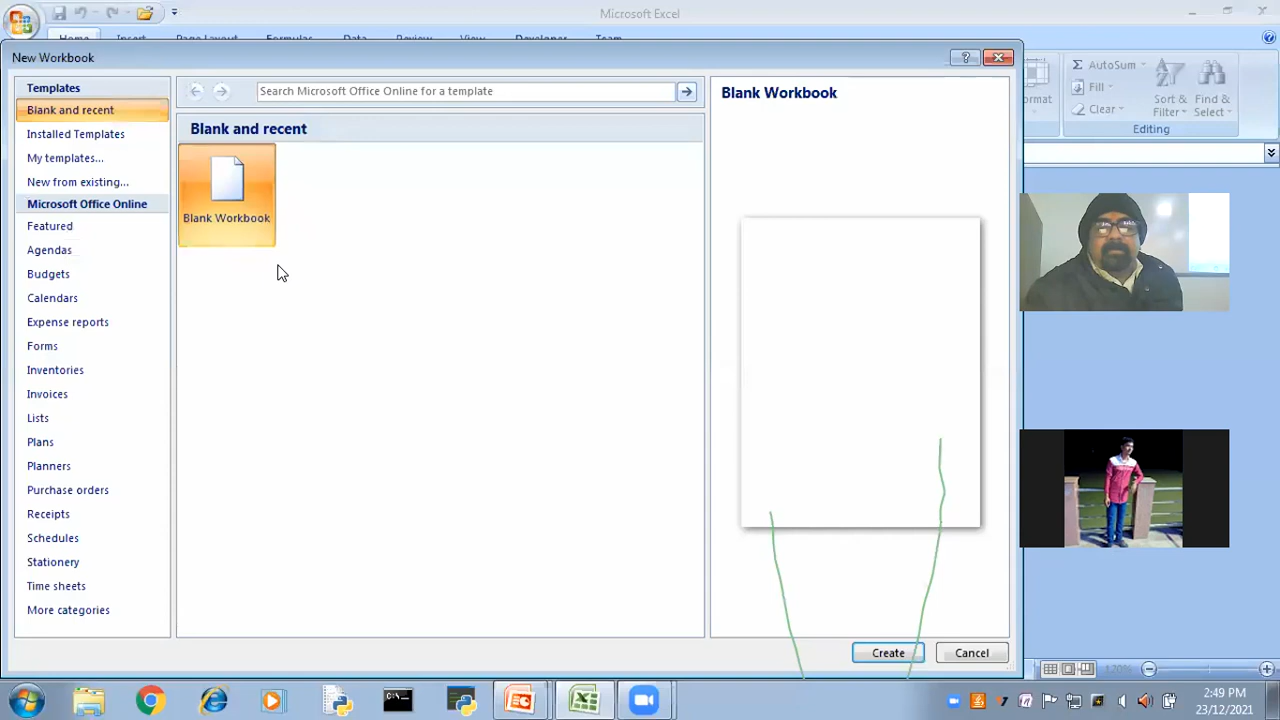 Microsoft Excel
New Workbook
Templates
Blank and recent
Installed Templates
My templates...
New from existing...
Microsoft Office Online
Featured
Agendas
Budgets
Calendars
Expense reports
Forms
Inventories
Invoices
Lists
Plans
Planners
Purchase orders
Receipts
Schedules
Stationery
Time sheets
More categories
Search Microsoft Office Online for a template
Blank and recent
Blank Workbook
Blank Workbook
Create
Cancel
AutoSum
Fill
Clear
Sort &
Filter
Find &
Select
Editing
120%
2:49 PM
23/12/2021